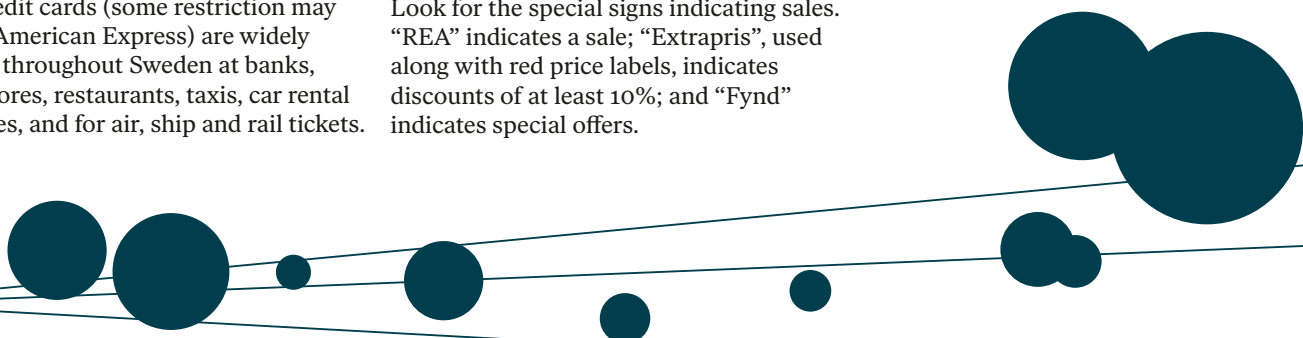 edit cards (some restriction may
American Express) are widely
throughout Sweden at banks,
ores, restaurants, taxis, car rental
es, and for air, ship and rail tickets.
Look for the special signs indicating sales.
“REA” indicates a sale; “Extrapris”, used
along with red price labels, indicates
discounts of at least 10%; and “Fynd”
indicates special offers.